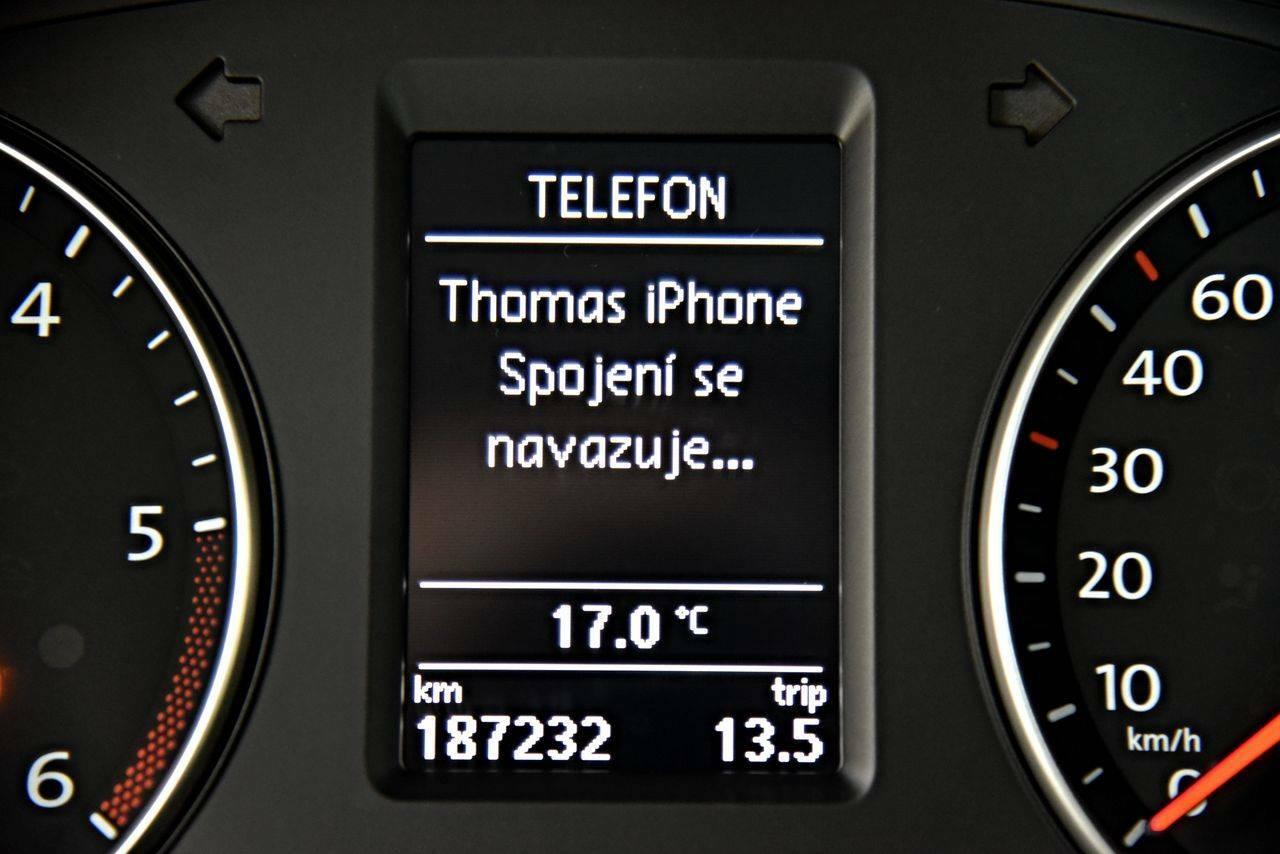 TELEFON
Thomas iPhone
Spojení se
navazuje...
17.0 °C
km trip
187232 13.5
4
5
6
60
40
30
20
10
km/h
0